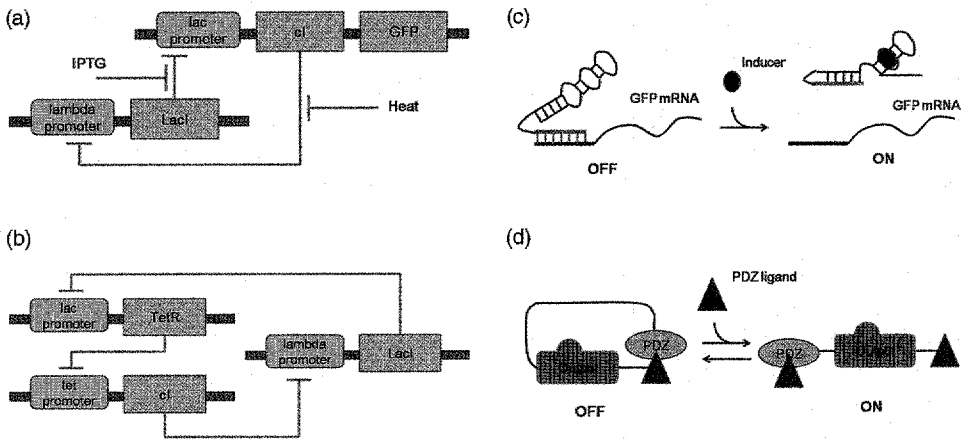 (a)
lac
promoter
cI
GFP
IPTG
lambda
promoter
LacI
Heat
(b)
lac
promoter
TetR
lambda
promoter
LacI
tet
promoter
cI
(c)
Inducer
GFP mRNA
GFP mRNA
OFF
ON
(d)
PDZ ligand
PDZ
PDZ
OFF
ON